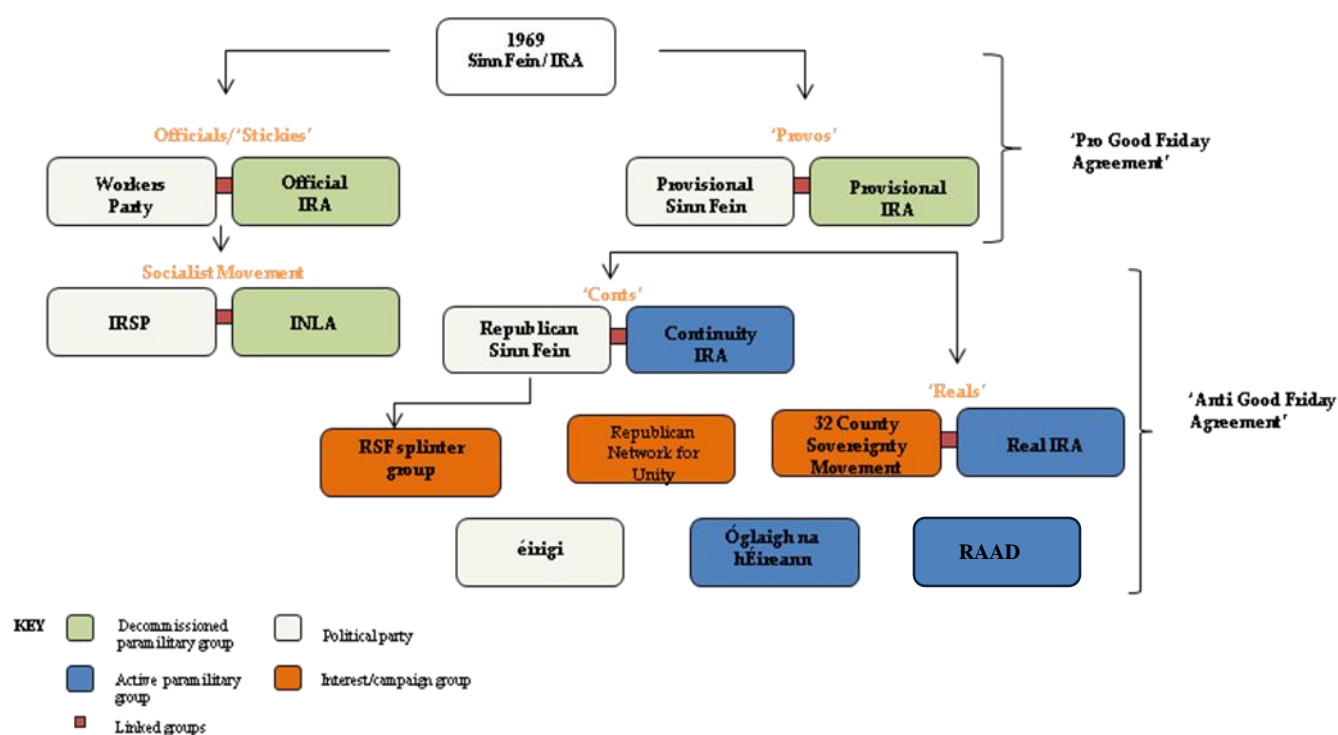 1969
Sinn Fein / IRA
Officials/'Stickies'
'Provos'
'Pro Good Friday
Agreement'
Workers
Party
Official
IRA
Provisional
Sinn Fein
Provisional
IRA
Socialist Movement
IRSP
INLA
'Conts'
Republican
Sinn Fein
Continuity
IRA
'Reals'
'Anti Good Friday
Agreement'
RSF splinter
group
Republican
Network for
Unity
32 County
Sovereignty
Movement
Real IRA
éirigi
Óglaigh na
hÉireann
RAAD
KEY
Decommissioned
paramilitary group
Political party
Active paramilitary
group
Interest/campaign group
Linked groups